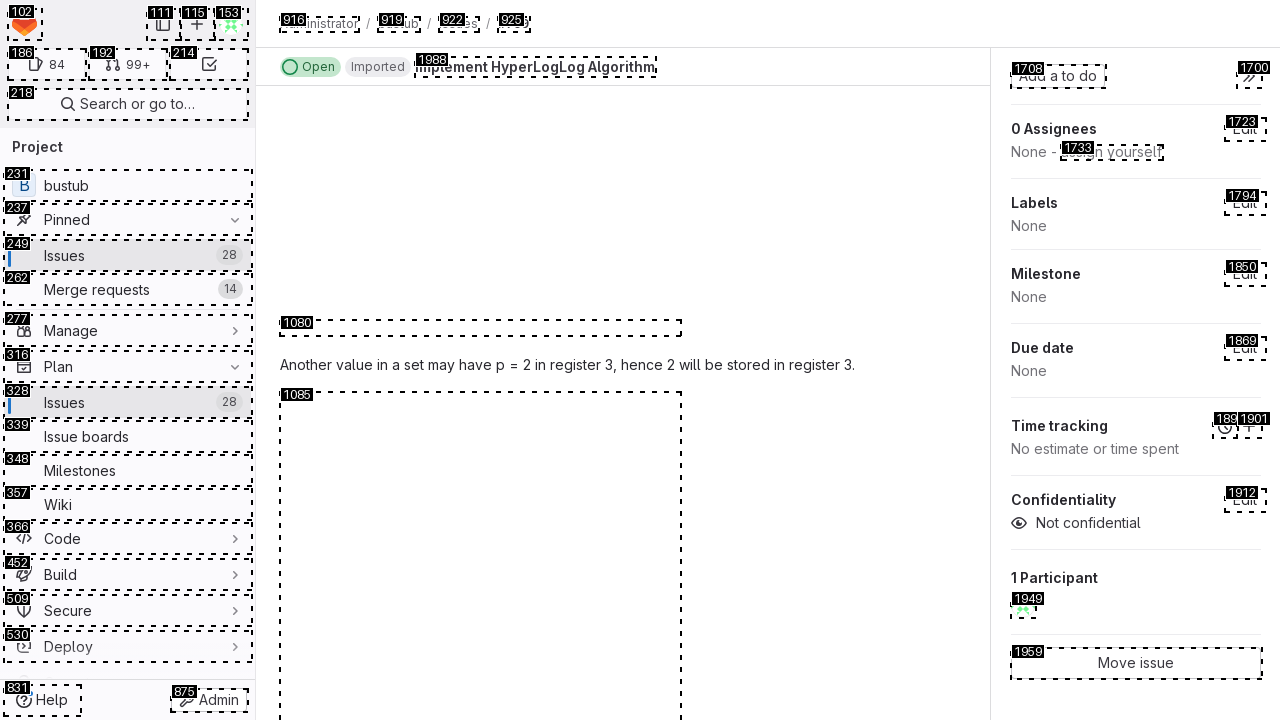 102
111
115
153
186
84
192
99+
214
218
Search or go to…
Project
231
B
bustub
237
Pinned
249
Issues
28
262
Merge requests
14
277
Manage
316
Plan
328
Issues
28
339
Issue boards
348
Milestones
357
Wiki
366
Code
452
Build
509
Secure
530
Deploy
831
Help
875
Admin
916
/
919
/
922
/
925
Open
Imported
1988
Implement HyperLogLog Algorithm
1080
Another value in a set may have p = 2 in register 3, hence 2 will be stored in register 3.
1085
1708
Add a to do
1700
0 Assignees
1723
Edit
None -
1733
assign yourself
Labels
1794
Edit
None
Milestone
1850
Edit
None
Due date
1869
Edit
None
Time tracking
189
1901
No estimate or time spent
Confidentiality
1912
Edit
Not confidential
1 Participant
1949
1959
Move issue